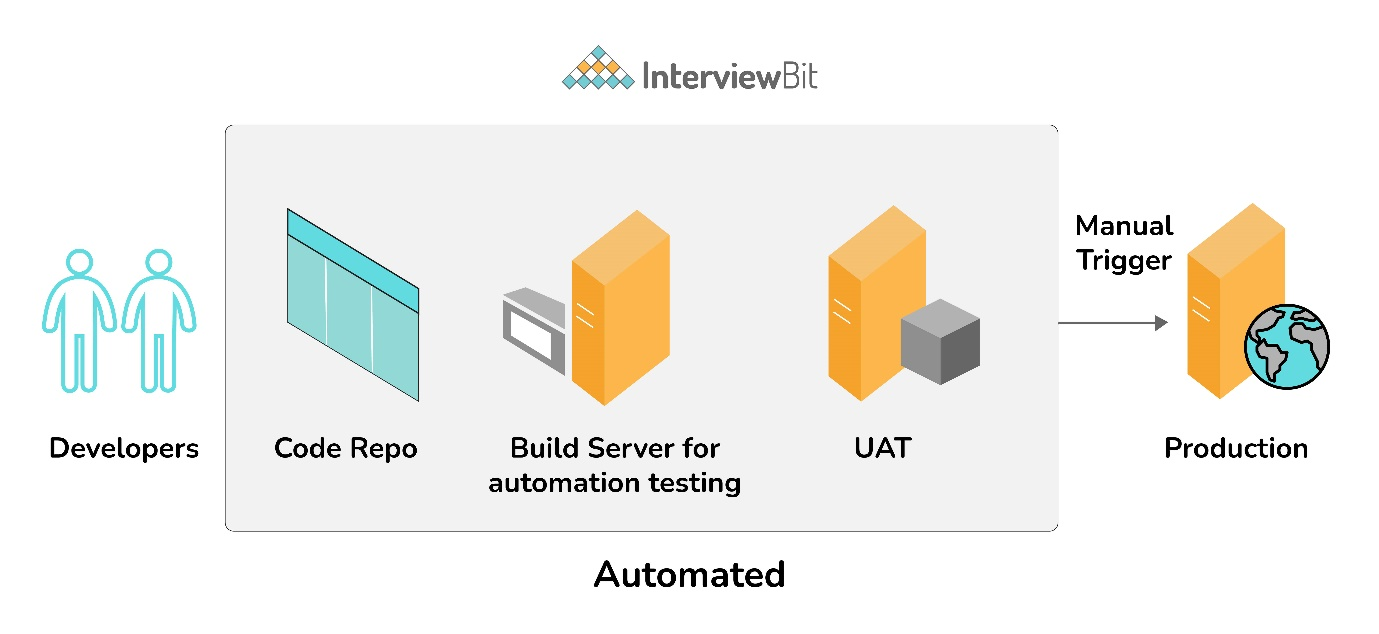 InterviewBit
Manual
Trigger
Developers
Code Repo
Build Server for
automation testing
UAT
Production
Automated